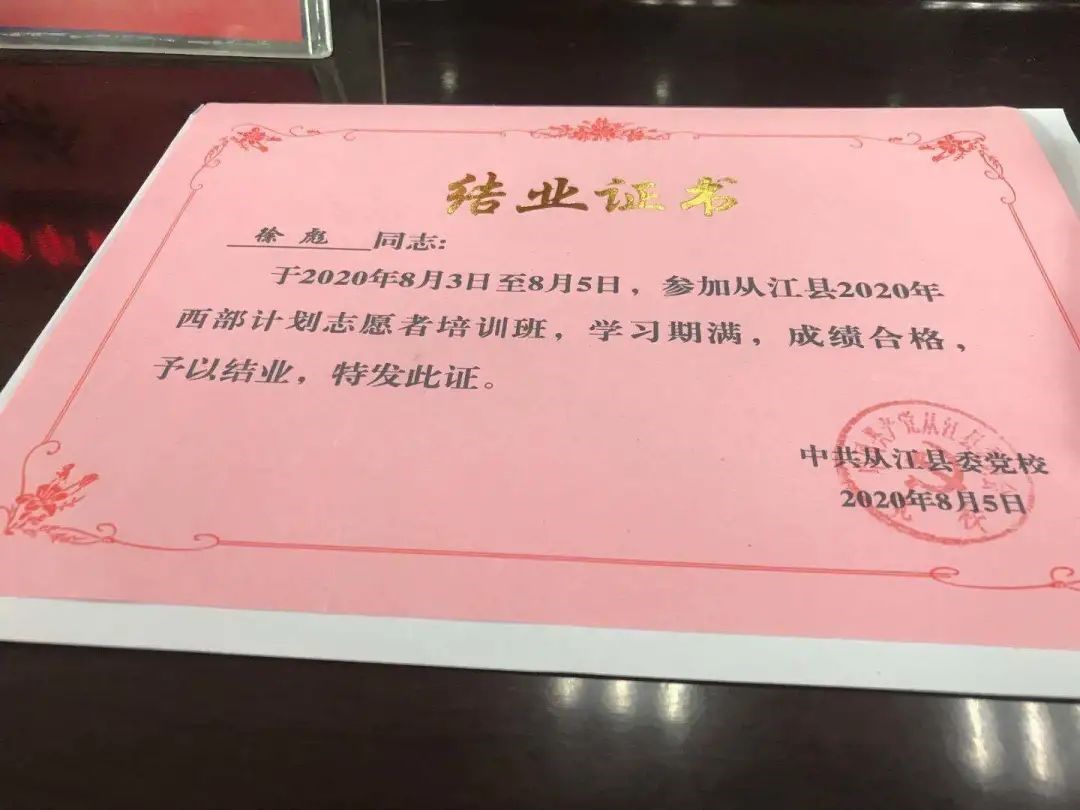 结业证书
徐彪 同志:
于2020年8月3日至8月5日，参加从江县2020年
西部计划志愿者培训班，学习期满，成绩合格，
予以结业，特发此证。
中共从江县委党校
2020年8月5日